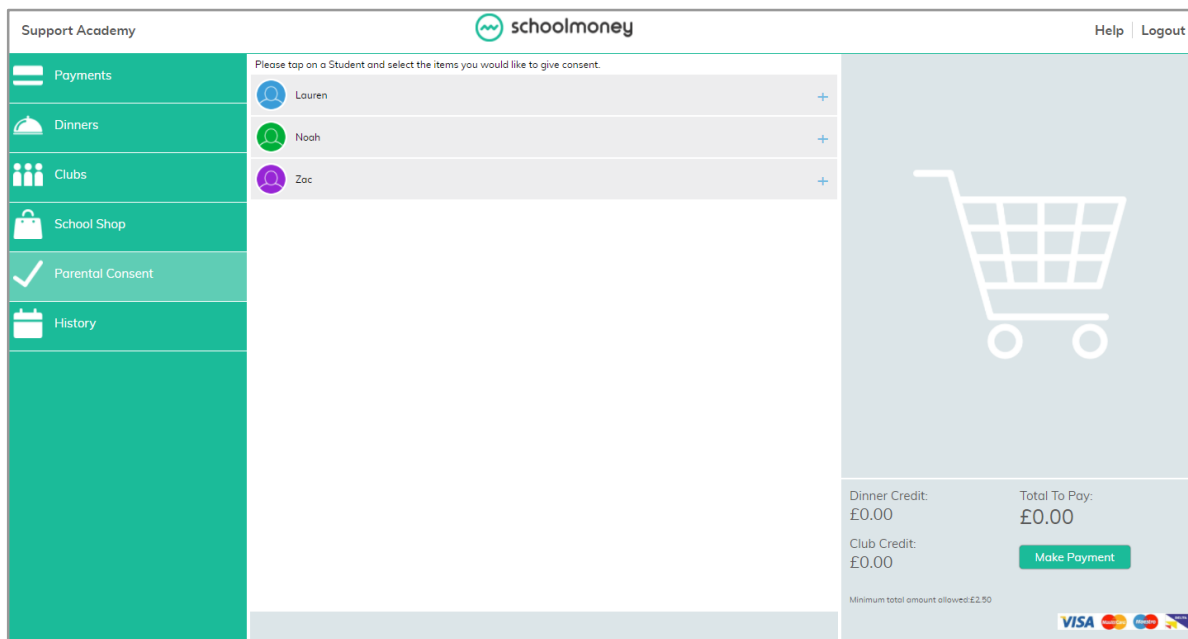 Support Academy
schoolmoney
Help
Logout
Payments
Dinners
Clubs
School Shop
Parental Consent
History
Please tap on a Student and select the items you would like to give consent.
Lauren
+
Noah
+
Zac
+
Dinner Credit:
£0.00
Total To Pay:
£0.00
Club Credit:
£0.00
Make Payment
Minimum total amount allowed:£2.50
VISA
MasterCard
Maestro